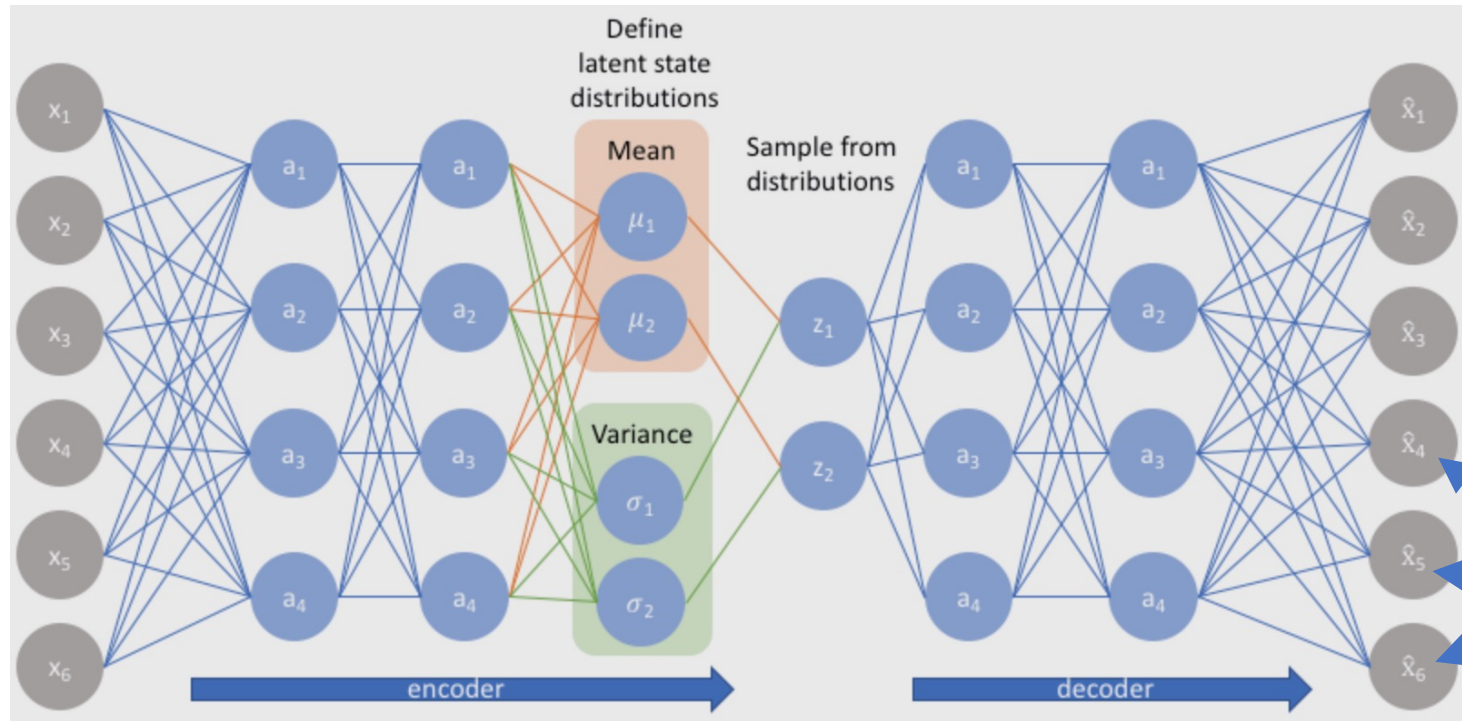 Define
latent state
distributions
Mean
Sample from
distributions
Variance
x₁
x₂
x₃
x₄
x₅
x₆
a₁
a₂
a₃
a₄
a₁
a₂
a₃
a₄
μ₁
μ₂
σ₁
σ₂
z₁
z₂
a₁
a₂
a₃
a₄
a₁
a₂
a₃
a₄
x̂₁
x̂₂
x̂₃
x̂₄
x̂₅
x̂₆
encoder
decoder